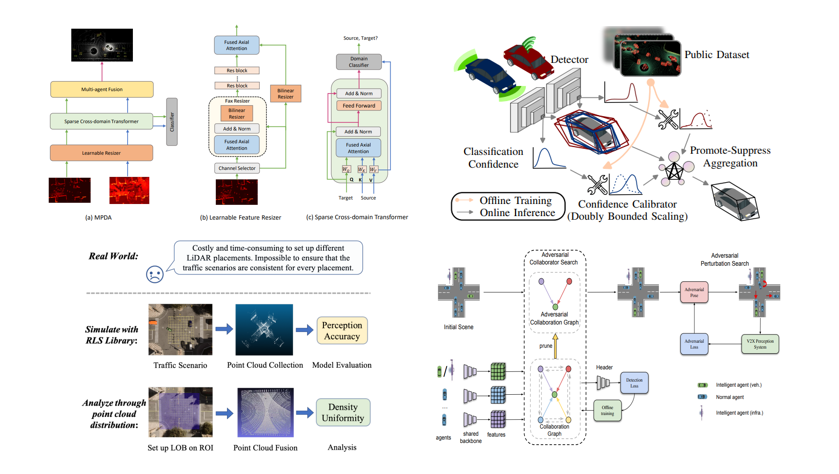 Multi-agent Fusion
Sparse Cross-domain Transformer
Classifier
Learnable Resizer
(a) MPDA
Fused Axial
Attention
Res block
Res block
Fax Resizer
Bilinear
Resizer
Add & Norm
Fused Axial
Attention
Channel Selector
Bilinear
Resizer
(b) Learnable Feature Resizer
Source, Target?
Domain
Classifier
Add & Norm
Feed Forward
Add & Norm
Fused Axial
Attention
Q K V
Target Source
(c) Sparse Cross-domain Transformer
Detector
Public Dataset
Classification
Confidence
Promote-Suppress
Aggregation
Offline Training
Online Inference
Confidence Calibrator
(Doubly Bounded Scaling)
Real World:
Costly and time-consuming to set up different
LiDAR placements. Impossible to ensure that the
traffic scenarios are consistent for every placement.
Simulate with
RLS Library:
Perception
Accuracy
Traffic Scenario Point Cloud Collection Model Evaluation
Analyze through
point cloud
distribution:
Density
Uniformity
Set up LOB on ROI Point Cloud Fusion Analysis
Adversarial
Collaborator Search
Adversarial
Perturbation Search
Initial Scene
Adversarial
Collaboration Graph
Adversarial
Pose
Adversarial
Loss
V2X Perception
System
prune
Header
Detection
Loss
Offline
training
agents
shared
backbone
features
Collaboration
Graph
Intelligent agent (veh.)
Normal agent
Intelligent agent (infra.)